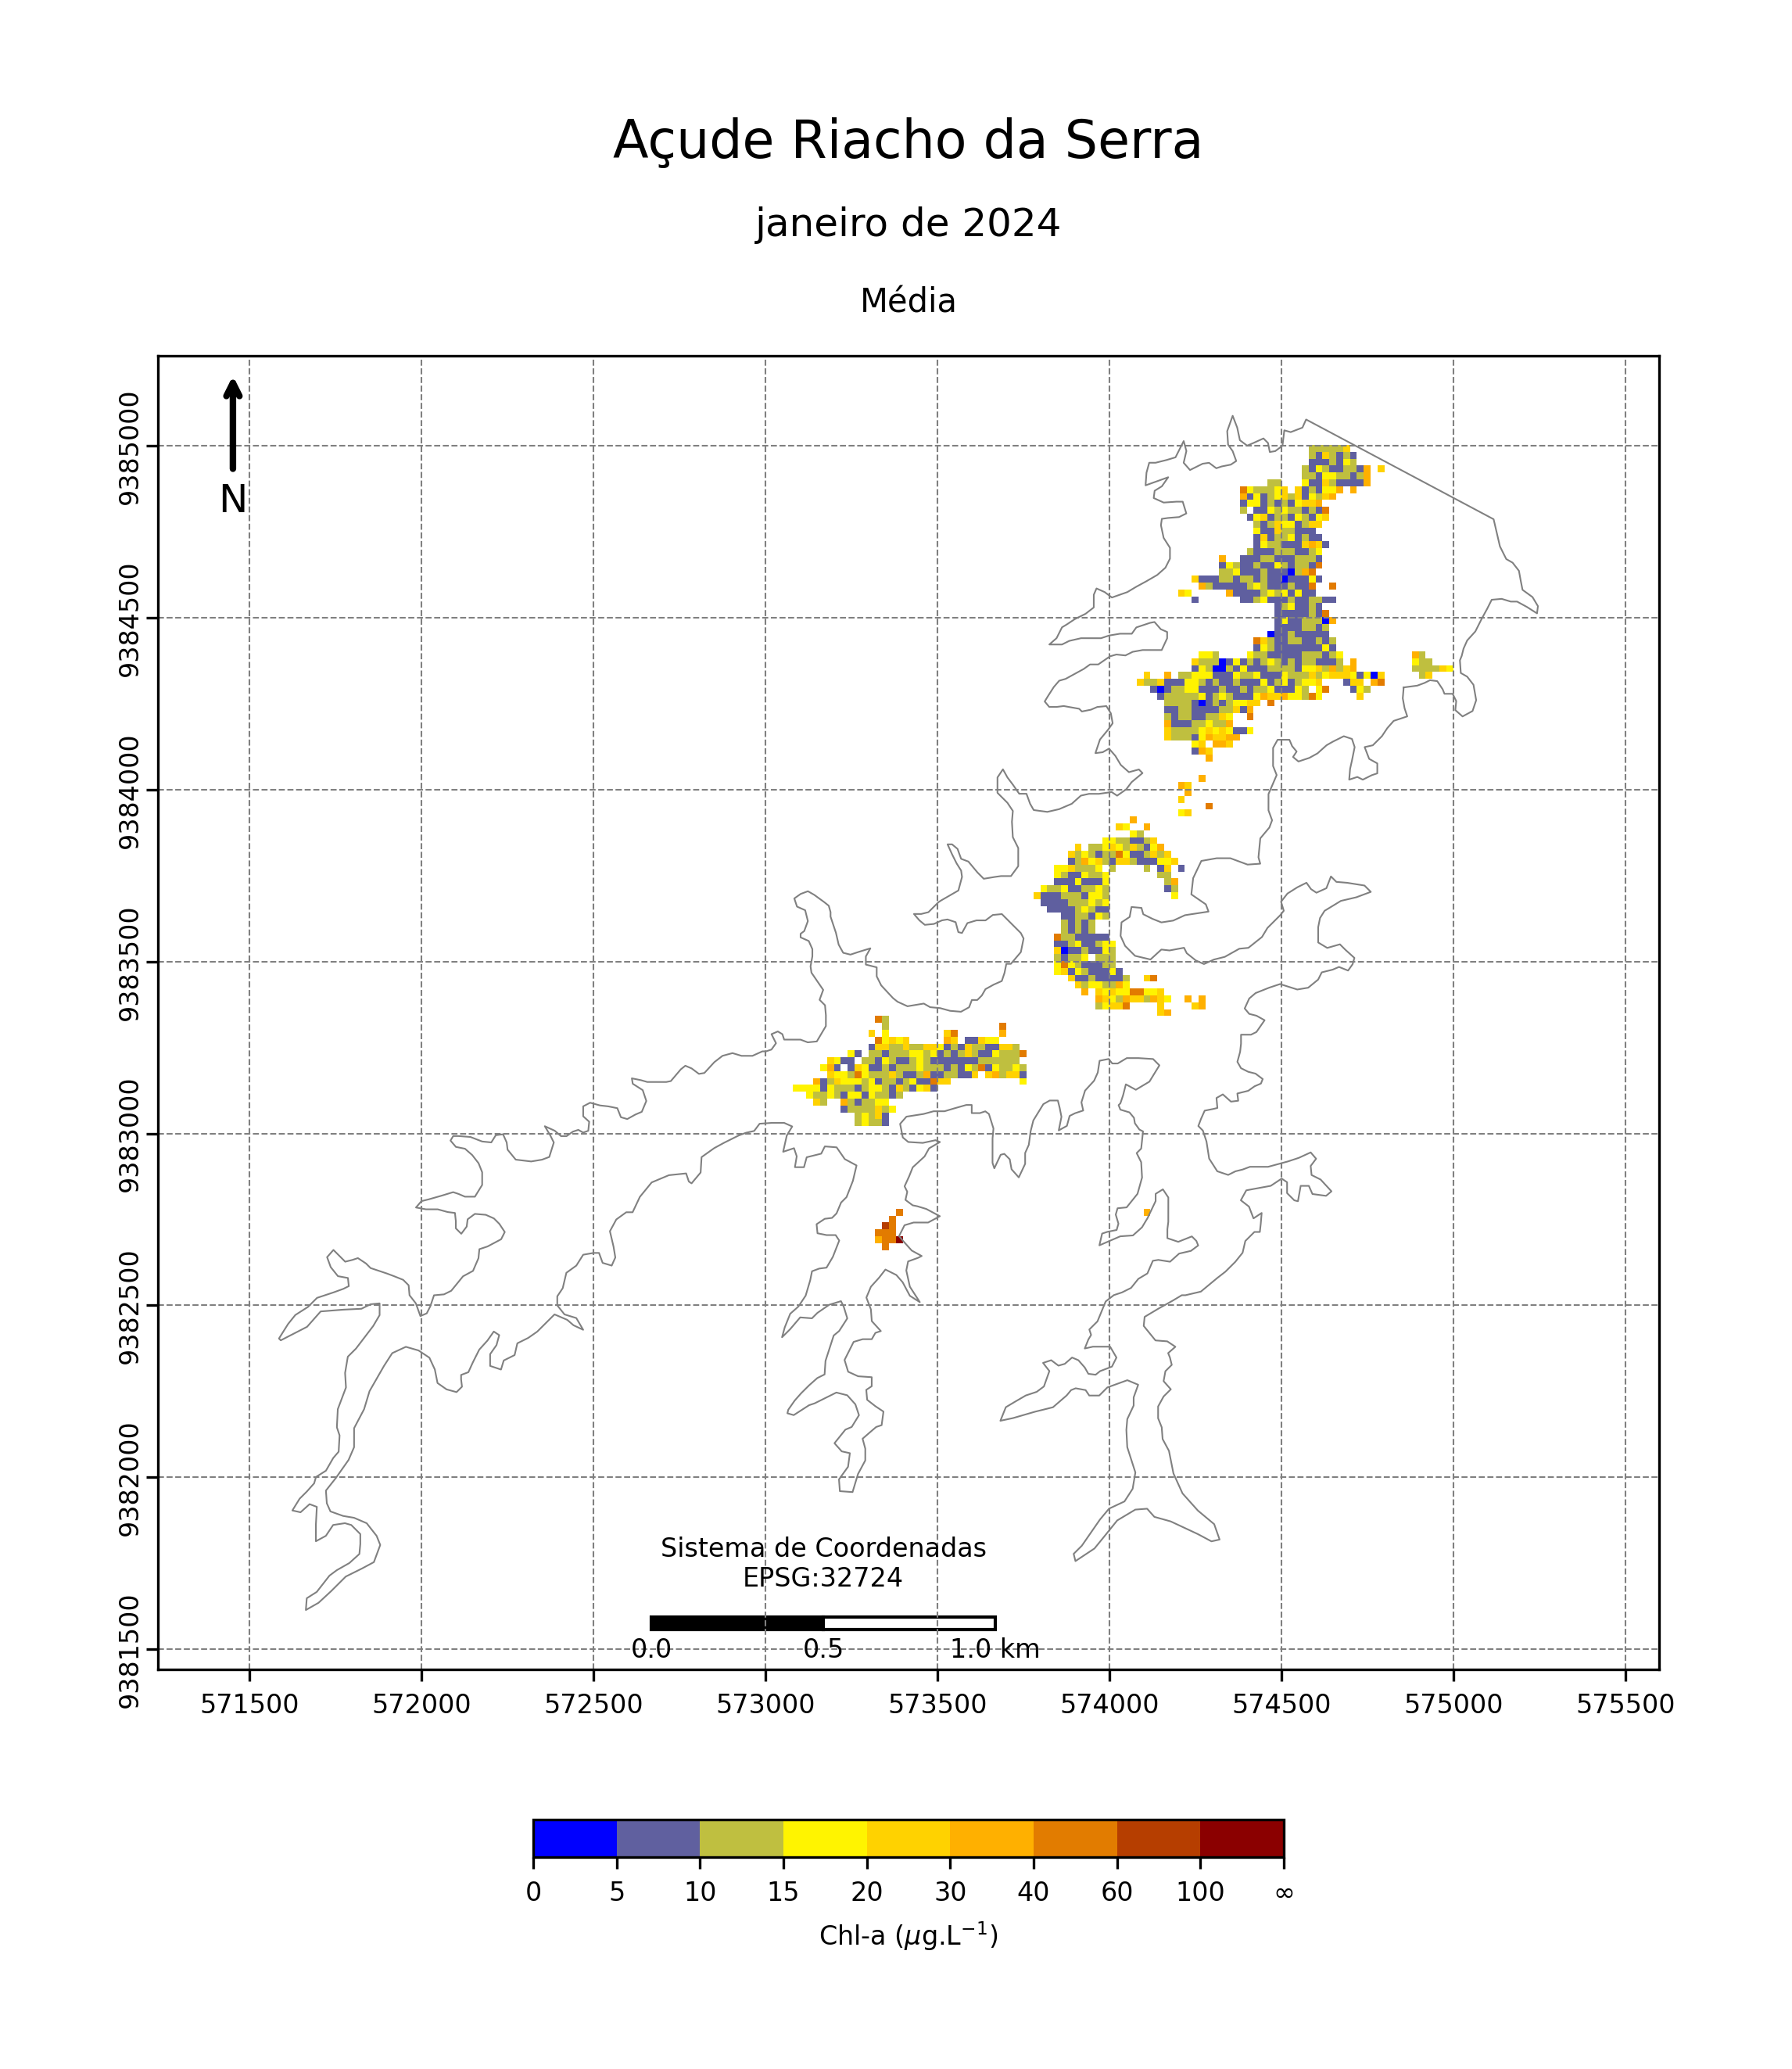 Açude Riacho da Serra
janeiro de 2024
Média
N
9385000
9384500
9384000
9383500
9383000
9382500
9382000
9381500
Sistema de Coordenadas
EPSG:32724
0.0 0.5 1.0 km
571500 572000 572500 573000 573500 574000 574500 575000 575500
0 5 10 15 20 30 40 60 100 ∞
Chl-a (μg.L⁻¹)